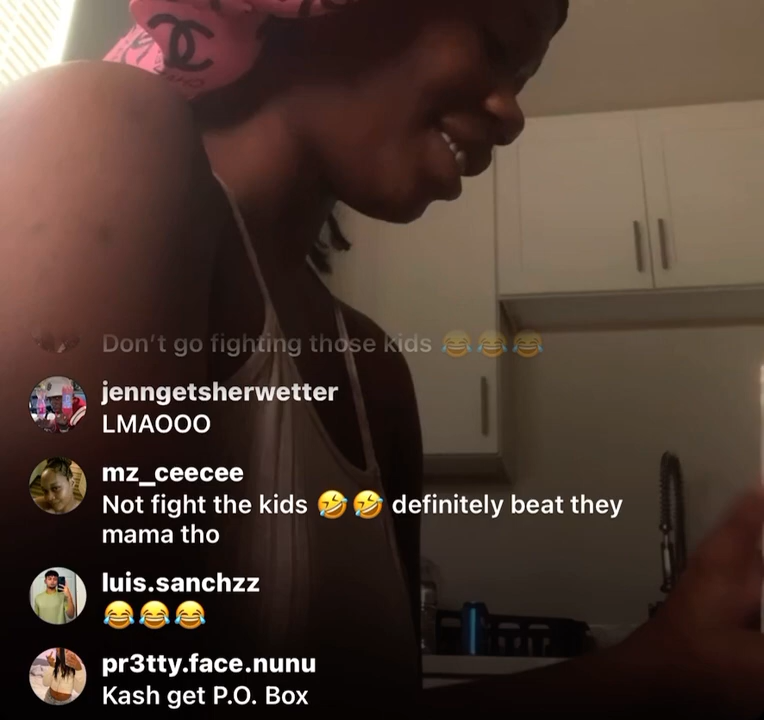 Don't go fighting those kids 😂😂😂
jenngetsherwetter
LMAOOO
mz_ceecee
Not fight the kids 🤣🤣 definitely beat they
mama tho
luis.sanchzz
😂😂😂
pr3tty.face.nunu
Kash get P.O. Box